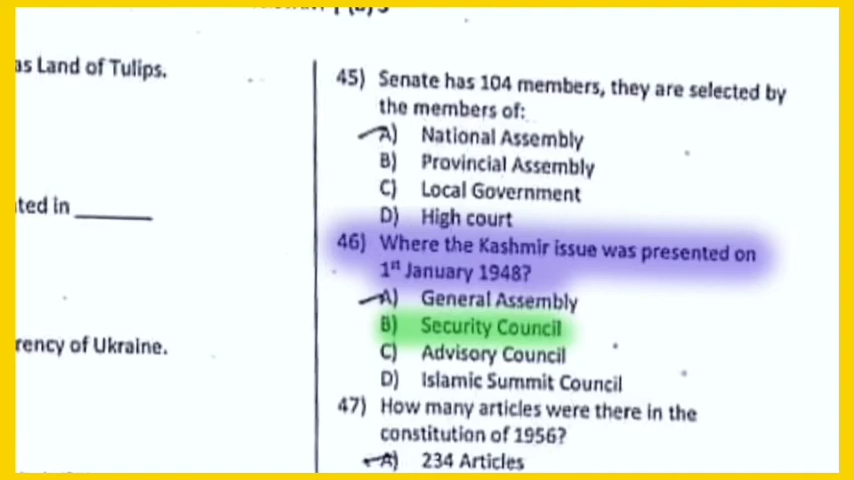 as Land of Tulips.
ted in ______
rency of Ukraine.
45) Senate has 104 members, they are selected by
the members of:
A) National Assembly
B) Provincial Assembly
C) Local Government
D) High court
46) Where the Kashmir issue was presented on
1st January 1948?
A) General Assembly
B) Security Council
C) Advisory Council
D) Islamic Summit Council
47) How many articles were there in the
constitution of 1956?
A) 234 Articles